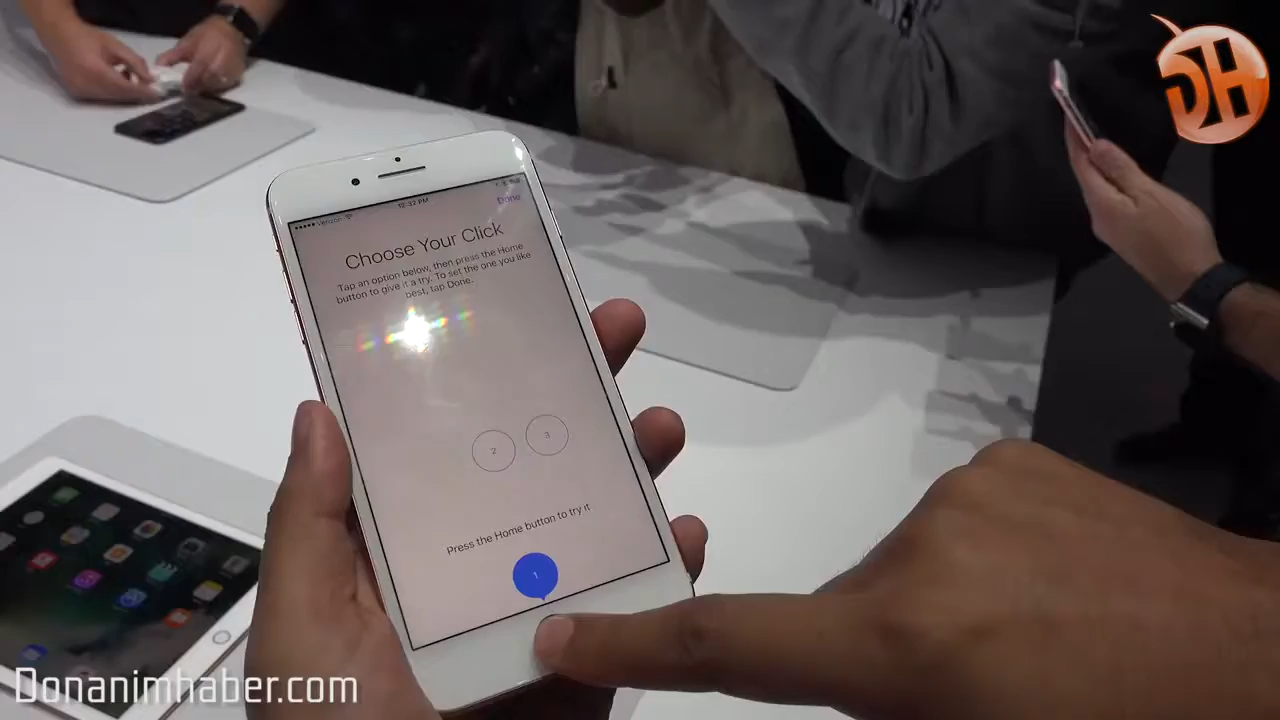 DH
Verizon
12:32 PM
Done
Choose Your Click
Tap an option below, then press the Home
button to give it a try. To set the one you like
best, tap Done.
2
3
Press the Home button to try it
1
Donanimhaber.com